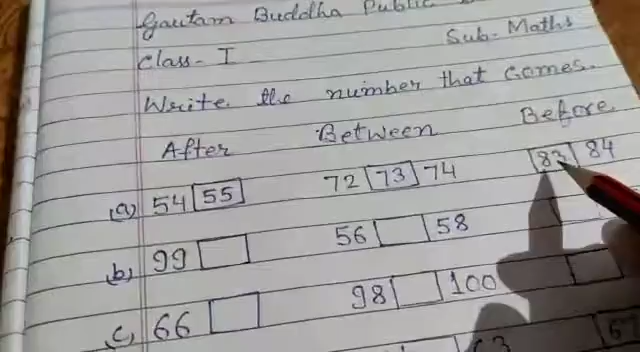 Gautam Buddha Public
Class- I Sub- Maths
Write the number that comes.
After Between Before
(a) 54 55 72 73 74 83 84
(b) 99 56 58
(c) 66 98 100
63